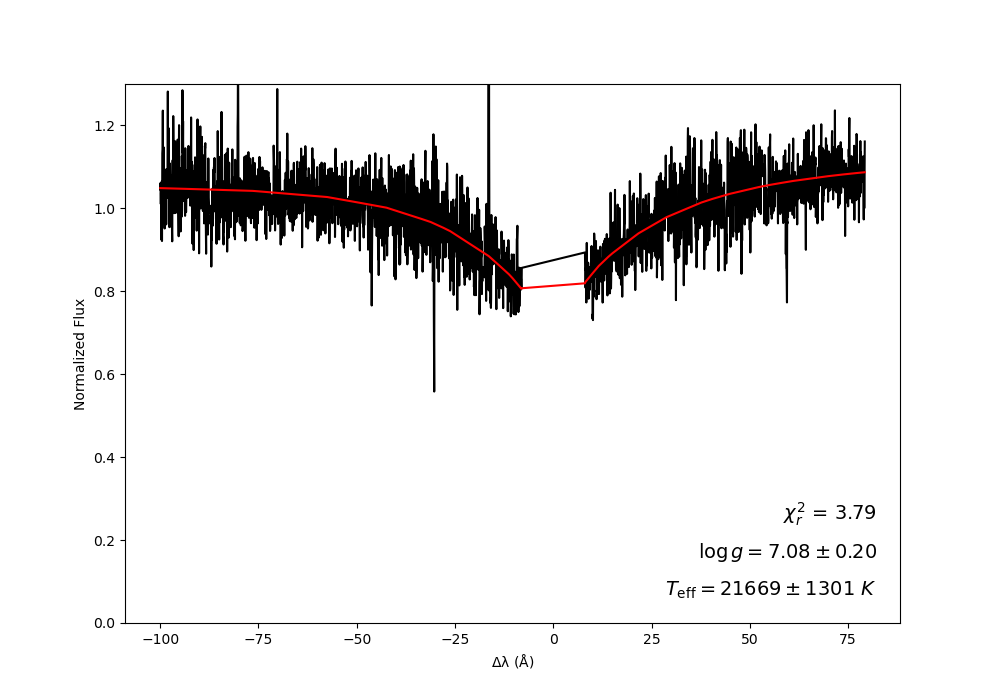 1.2
1.0
0.8
0.6
0.4
0.2
0.0
Normalized Flux
χ²ᵣ = 3.79
log g = 7.08 ± 0.20
T_eff = 21669 ± 1301 K
−100 −75 −50 −25 0 25 50 75
Δλ (Å)